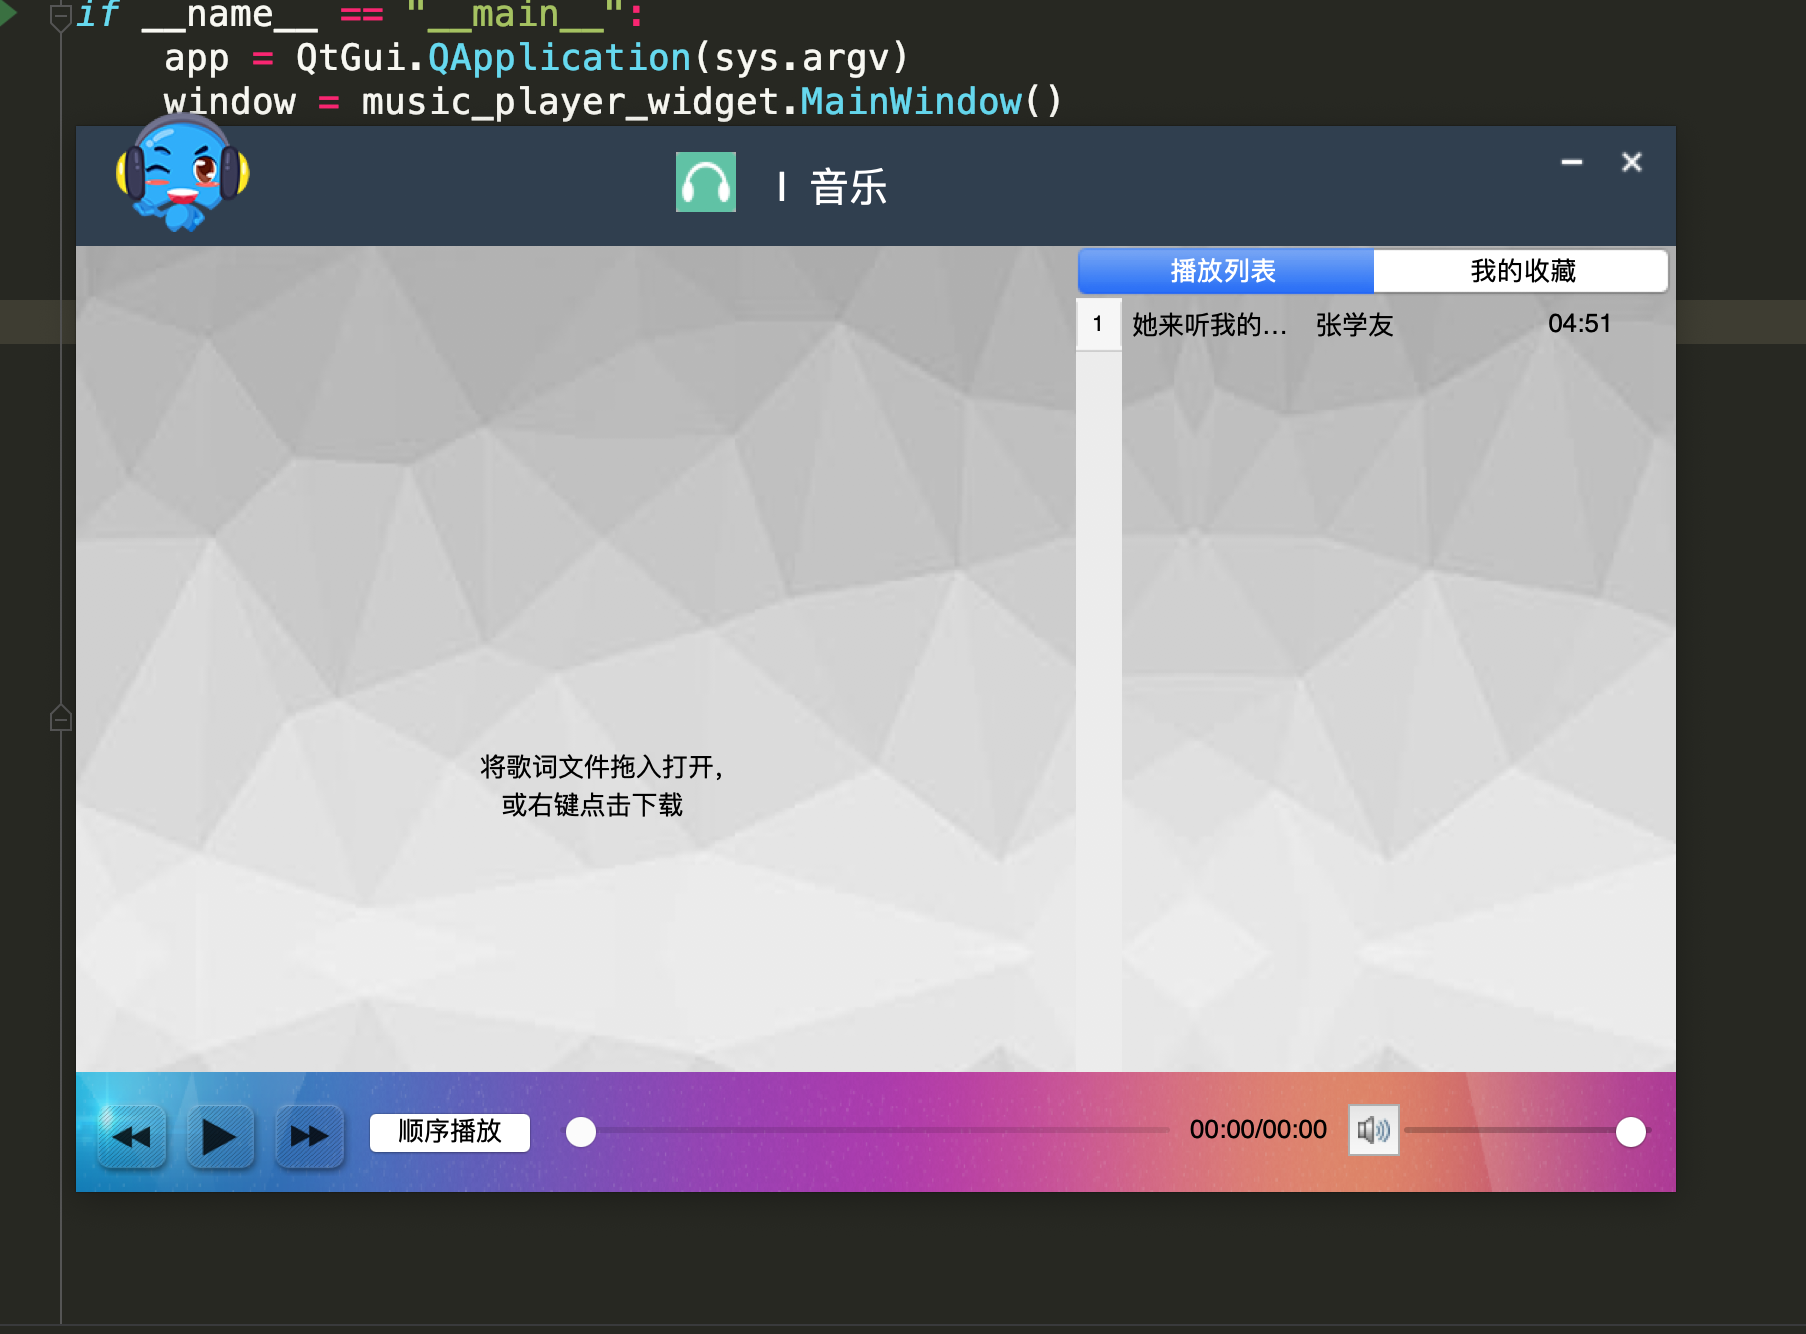 if __name__ == "__main__":
app = QtGui.QApplication(sys.argv)
window = music_player_widget.MainWindow()
| 音乐
播放列表 我的收藏
1 她来听我的... 张学友 04:51
将歌词文件拖入打开,
或右键点击下载
顺序播放 00:00/00:00